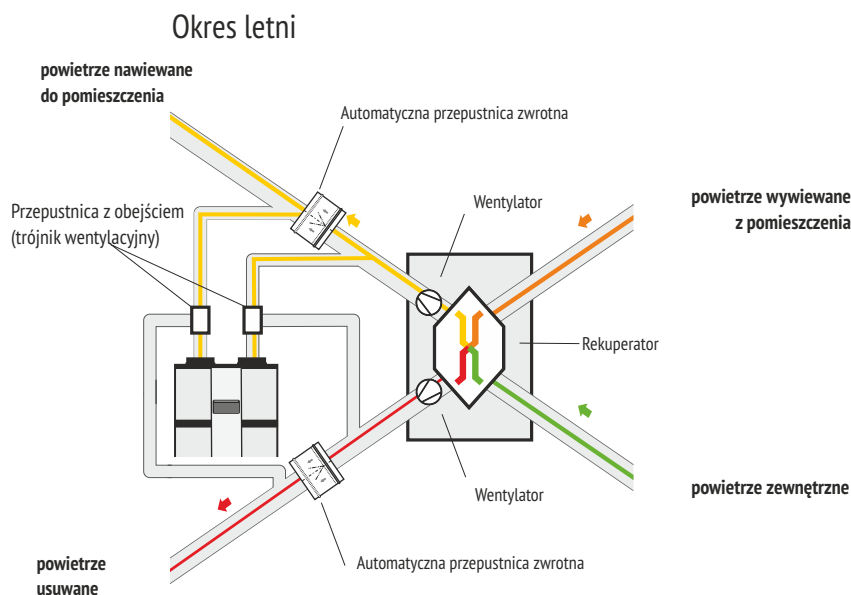 Okres letni
powietrze nawiewane
do pomieszczenia
Automatyczna przepustnica zwrotna
Wentylator
powietrze wywiewane
z pomieszczenia
Przepustnica z obejściem
(trójnik wentylacyjny)
Rekuperator
powietrze zewnętrzne
Wentylator
Automatyczna przepustnica zwrotna
powietrze
usuwane